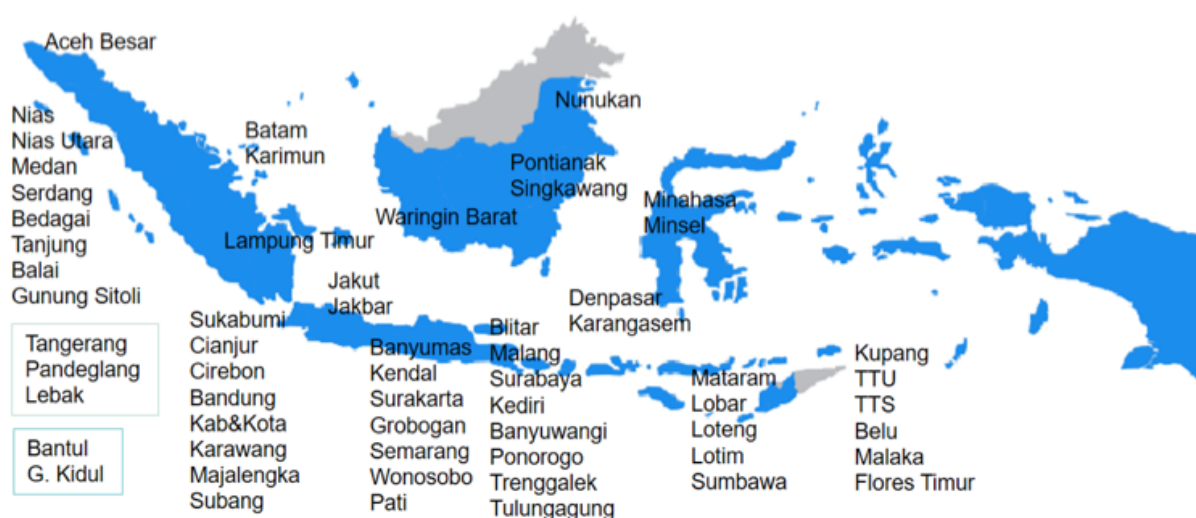 Aceh Besar
Nias
Nias Utara
Medan
Serdang
Bedagai
Tanjung
Balai
Gunung Sitoli
Batam
Karimun
Lampung Timur
Nunukan
Pontianak
Singkawang
Waringin Barat
Minahasa
Minsel
Jakut
Jakbar
Denpasar
Karangasem
Tangerang
Pandeglang
Lebak
Bantul
G. Kidul
Sukabumi
Cianjur
Cirebon
Bandung
Kab&Kota
Karawang
Majalengka
Subang
Banyumas
Kendal
Surakarta
Grobogan
Semarang
Wonosobo
Pati
Blitar
Malang
Surabaya
Kediri
Banyuwangi
Ponorogo
Trenggalek
Tulungagung
Mataram
Lobar
Loteng
Lotim
Sumbawa
Kupang
TTU
TTS
Belu
Malaka
Flores Timur